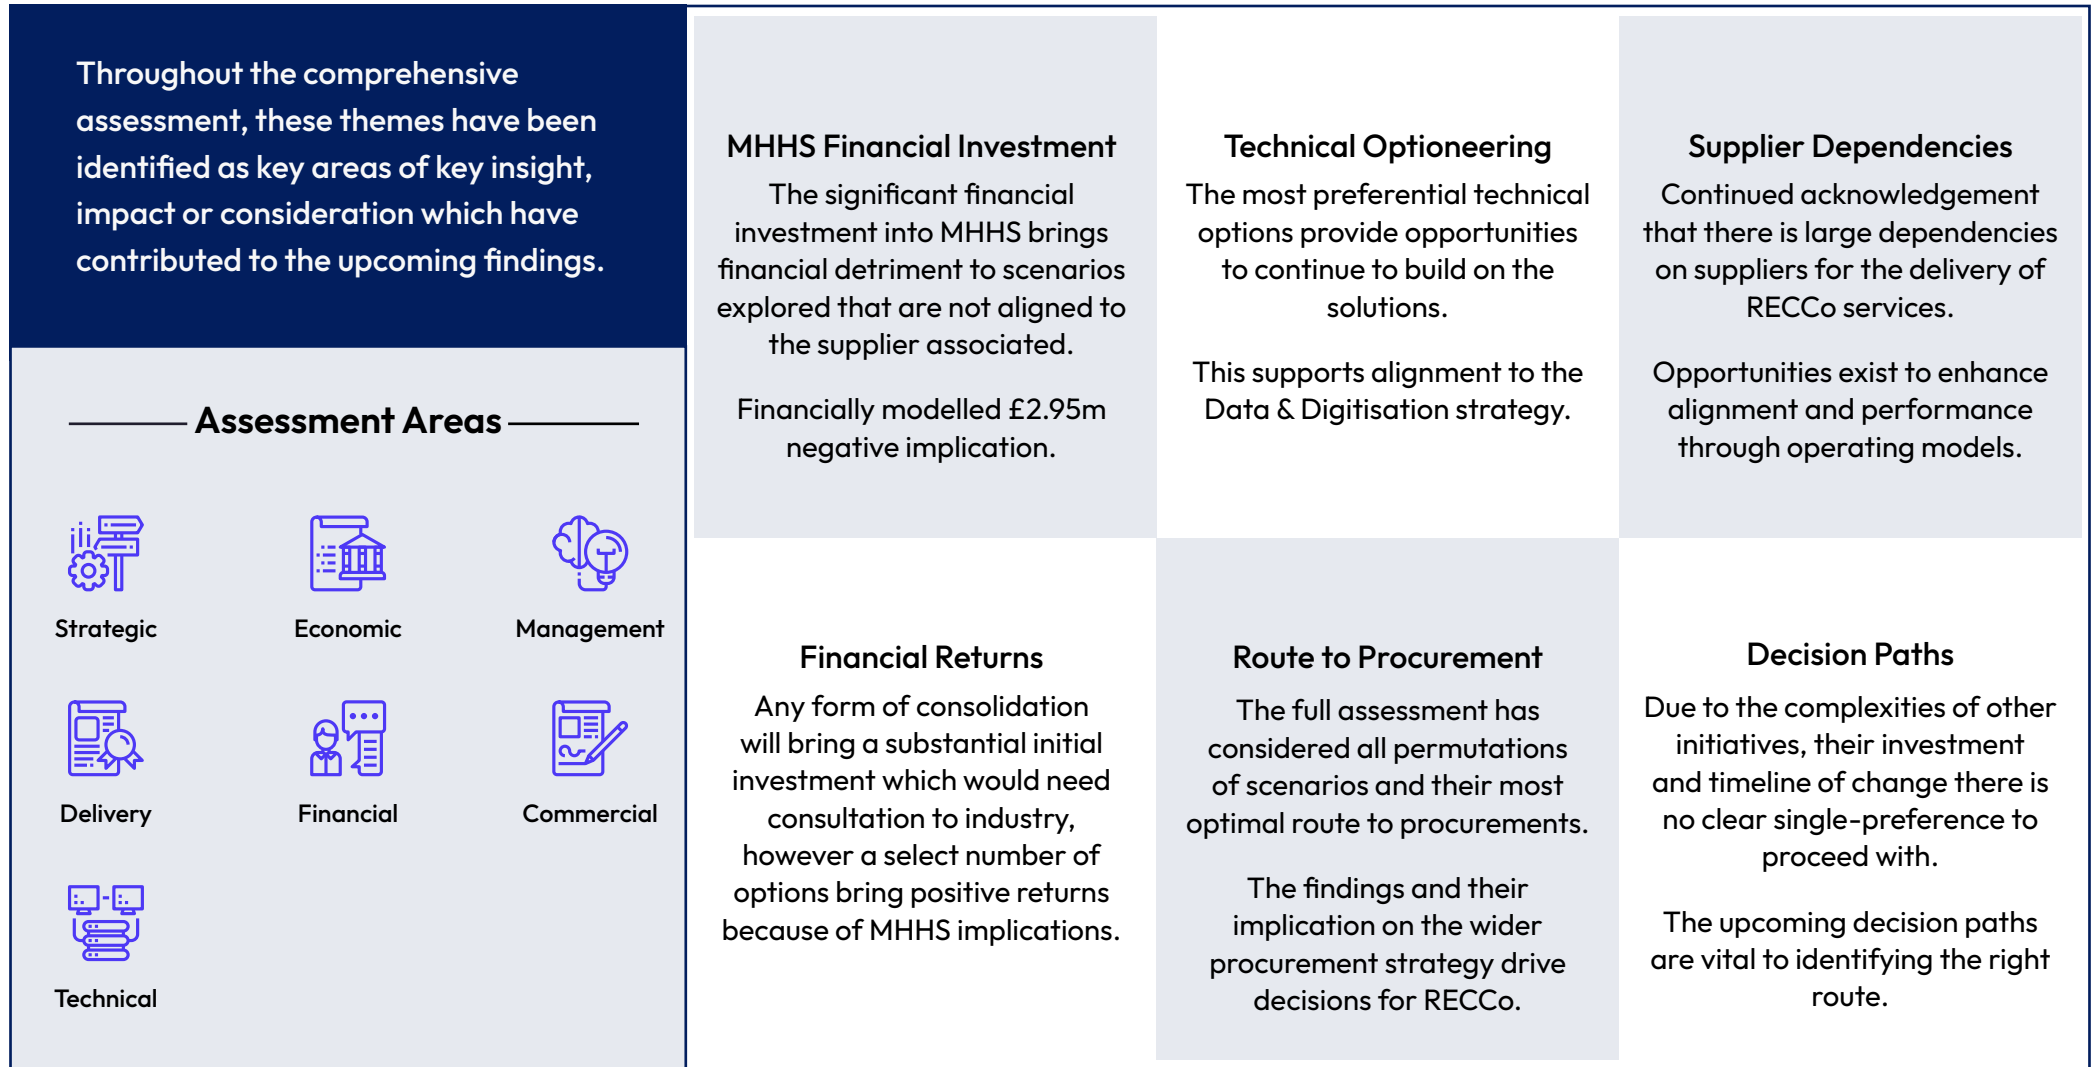 Throughout the comprehensive
assessment, these themes have been
identified as key areas of key insight,
impact or consideration which have
contributed to the upcoming findings.
Assessment Areas
Strategic
Economic
Management
Delivery
Financial
Commercial
Technical
MHHS Financial Investment
The significant financial
investment into MHHS brings
financial detriment to scenarios
explored that are not aligned to
the supplier associated.
Financially modelled £2.95m
negative implication.
Technical Optioneering
The most preferential technical
options provide opportunities
to continue to build on the
solutions.
This supports alignment to the
Data & Digitisation strategy.
Supplier Dependencies
Continued acknowledgement
that there is large dependencies
on suppliers for the delivery of
RECCo services.
Opportunities exist to enhance
alignment and performance
through operating models.
Financial Returns
Any form of consolidation
will bring a substantial initial
investment which would need
consultation to industry,
however a select number of
options bring positive returns
because of MHHS implications.
Route to Procurement
The full assessment has
considered all permutations
of scenarios and their most
optimal route to procurements.
The findings and their
implication on the wider
procurement strategy drive
decisions for RECCo.
Decision Paths
Due to the complexities of other
initiatives, their investment
and timeline of change there is
no clear single-preference to
proceed with.
The upcoming decision paths
are vital to identifying the right
route.